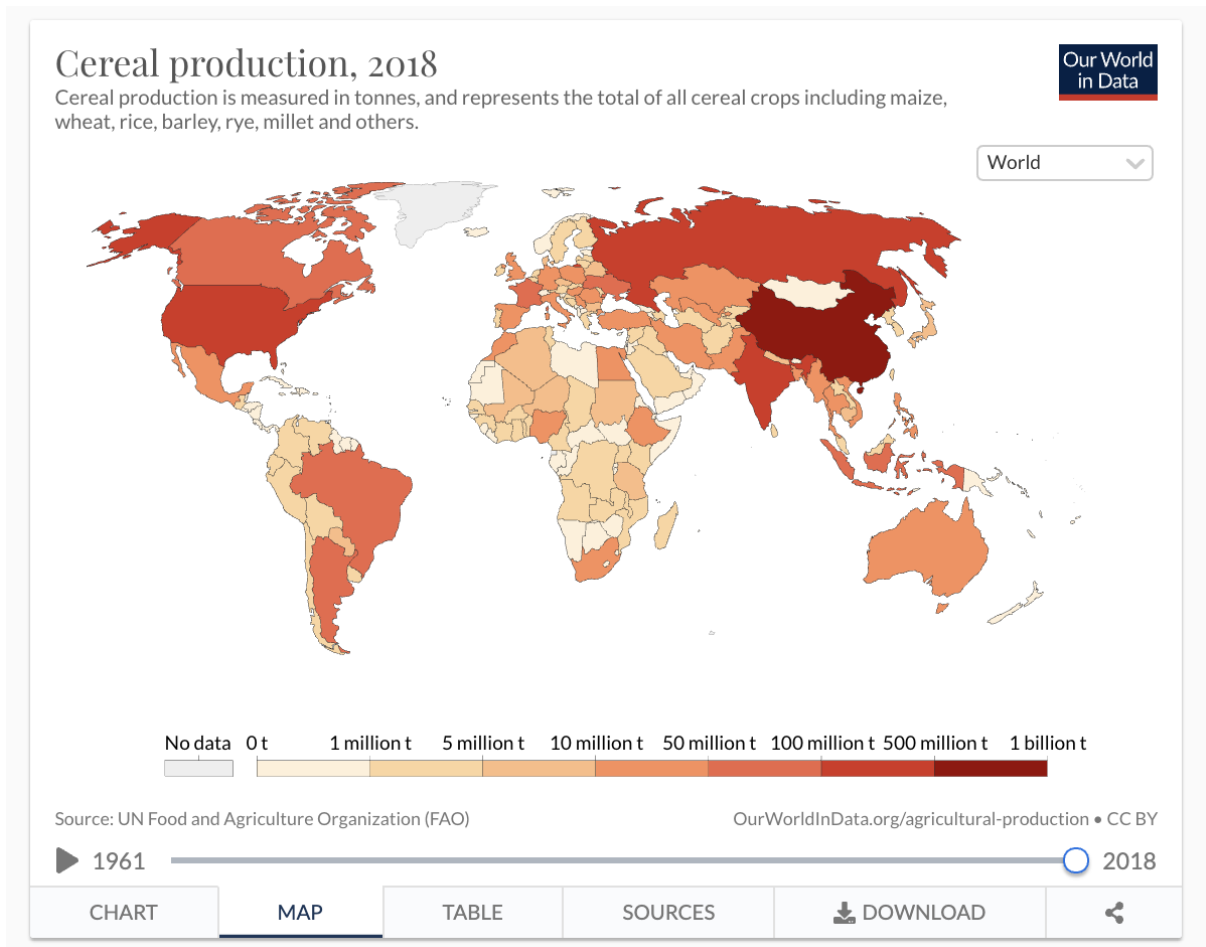 Cereal production, 2018
Our World
in Data
Cereal production is measured in tonnes, and represents the total of all cereal crops including maize,
wheat, rice, barley, rye, millet and others.
World
No data 0 t 1 million t 5 million t 10 million t 50 million t 100 million t 500 million t 1 billion t
Source: UN Food and Agriculture Organization (FAO) OurWorldInData.org/agricultural-production • CC BY
1961 2018
CHART MAP TABLE SOURCES DOWNLOAD